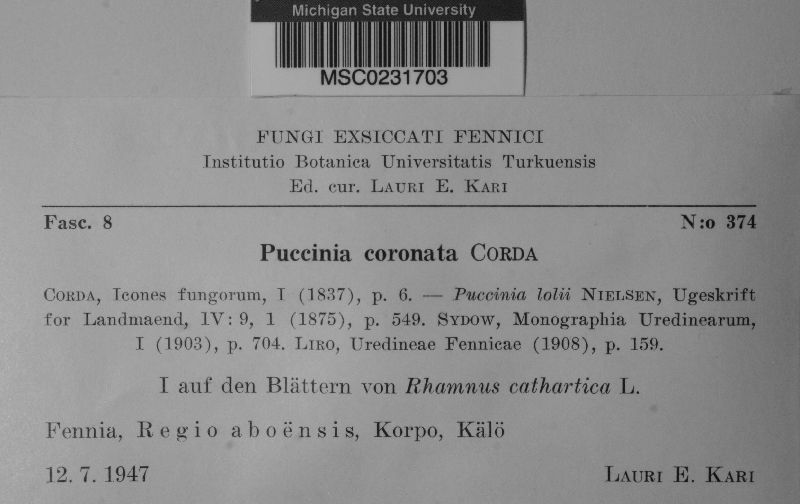 Michigan State University
MSC0231703
FUNGI EXSICCATI FENNICI
Institutio Botanica Universitatis Turkuensis
Ed. cur. LAURI E. KARI
Fasc. 8 N:o 374
Puccinia coronata CORDA
CORDA, Icones fungorum, I (1837), p. 6. — Puccinia lolii NIELSEN, Ugeskrift
for Landmaend, IV: 9, 1 (1875), p. 549. SYDOW, Monographia Uredinearum,
I (1903), p. 704. LIRO, Uredineae Fennicae (1908), p. 159.
I auf den Blättern von Rhamnus cathartica L.
Fennia, Regio aboënsis, Korpo, Kälö
12. 7. 1947 LAURI E. KARI